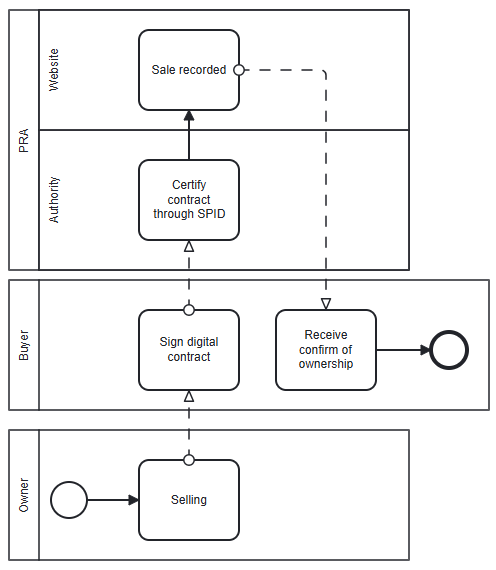 PRA
Website
Sale recorded
Authority
Certify
contract
through SPID
Buyer
Sign digital
contract
Receive
confirm of
ownership
Owner
Selling